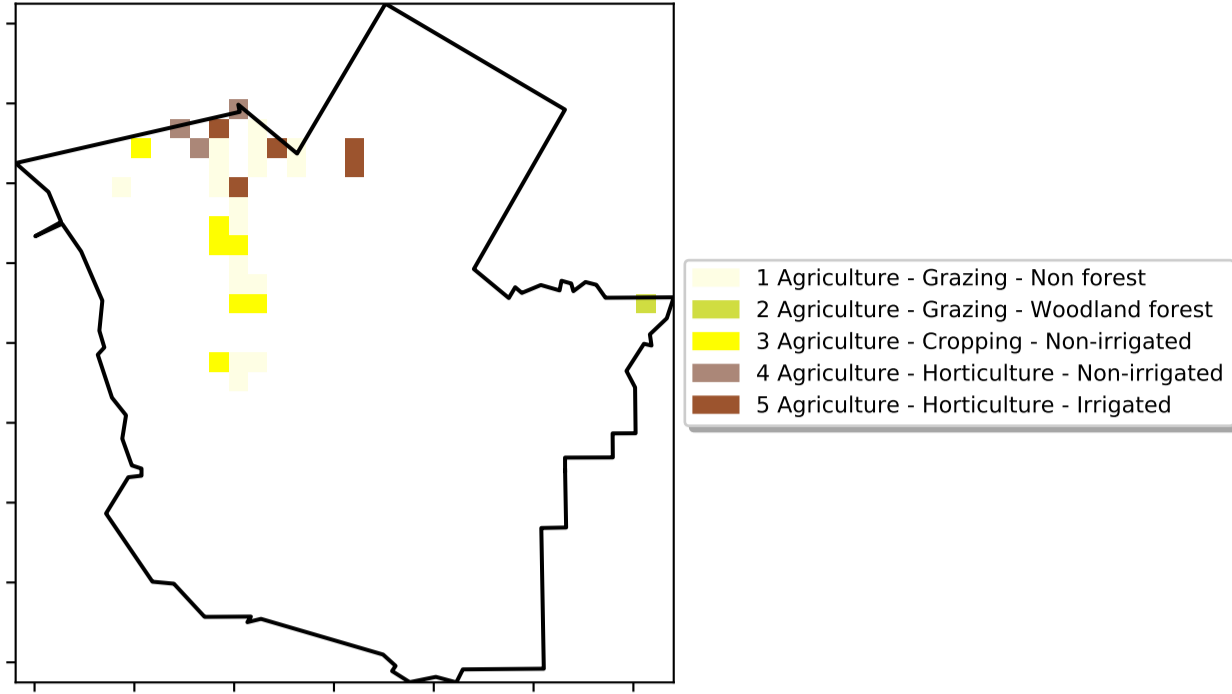 1 Agriculture - Grazing - Non forest
2 Agriculture - Grazing - Woodland forest
3 Agriculture - Cropping - Non-irrigated
4 Agriculture - Horticulture - Non-irrigated
5 Agriculture - Horticulture - Irrigated